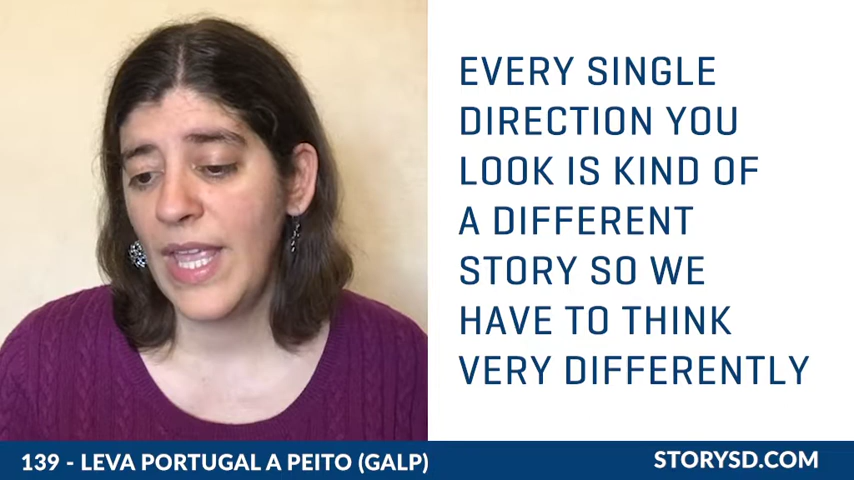 EVERY SINGLE
DIRECTION YOU
LOOK IS KIND OF
A DIFFERENT
STORY SO WE
HAVE TO THINK
VERY DIFFERENTLY
139 - LEVA PORTUGAL A PEITO (GALP)
STORYSD.COM